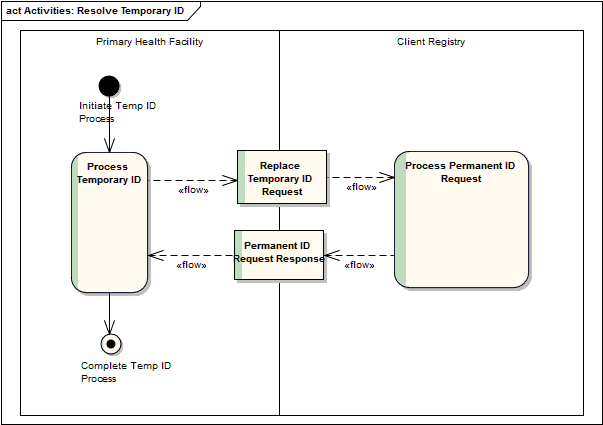 act Activities: Resolve Temporary ID
Primary Health Facility
Client Registry
Initiate Temp ID
Process
Process
Temporary ID
«flow»
Replace
Temporary ID
Request
«flow»
Process Permanent ID
Request
Permanent ID
Request Response
«flow»
«flow»
Complete Temp ID
Process